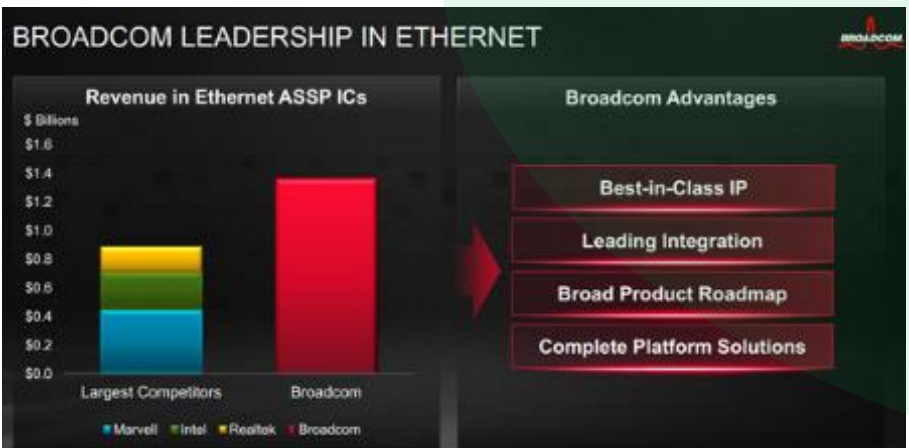 BROADCOM LEADERSHIP IN ETHERNET
BROADCOM
Revenue in Ethernet ASSP ICs
$ Billions
$1.6
$1.4
$1.2
$1.0
$0.8
$0.6
$0.4
$0.2
$0.0
Largest Competitors
Broadcom
Marvell Intel Realtek Broadcom
Broadcom Advantages
Best-in-Class IP
Leading Integration
Broad Product Roadmap
Complete Platform Solutions